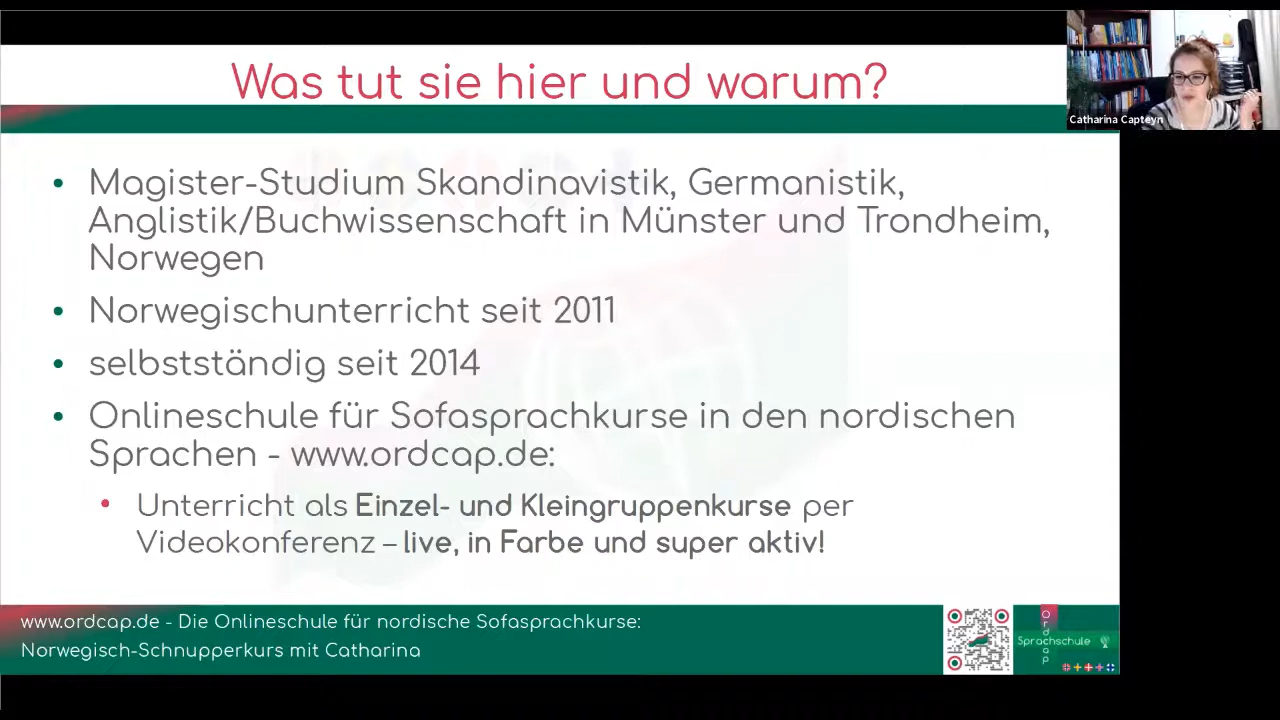 Was tut sie hier und warum?
Catharina Capteyn
• Magister-Studium Skandinavistik, Germanistik,
Anglistik/Buchwissenschaft in Münster und Trondheim,
Norwegen
• Norwegischunterricht seit 2011
• selbstständig seit 2014
• Onlineschule für Sofasprachkurse in den nordischen
Sprachen - www.ordcap.de:
• Unterricht als Einzel- und Kleingruppenkurse per
Videokonferenz – live, in Farbe und super aktiv!
www.ordcap.de - Die Onlineschule für nordische Sofasprachkurse:
Norwegisch-Schnupperkurs mit Catharina
Ordcap
Sprachschule